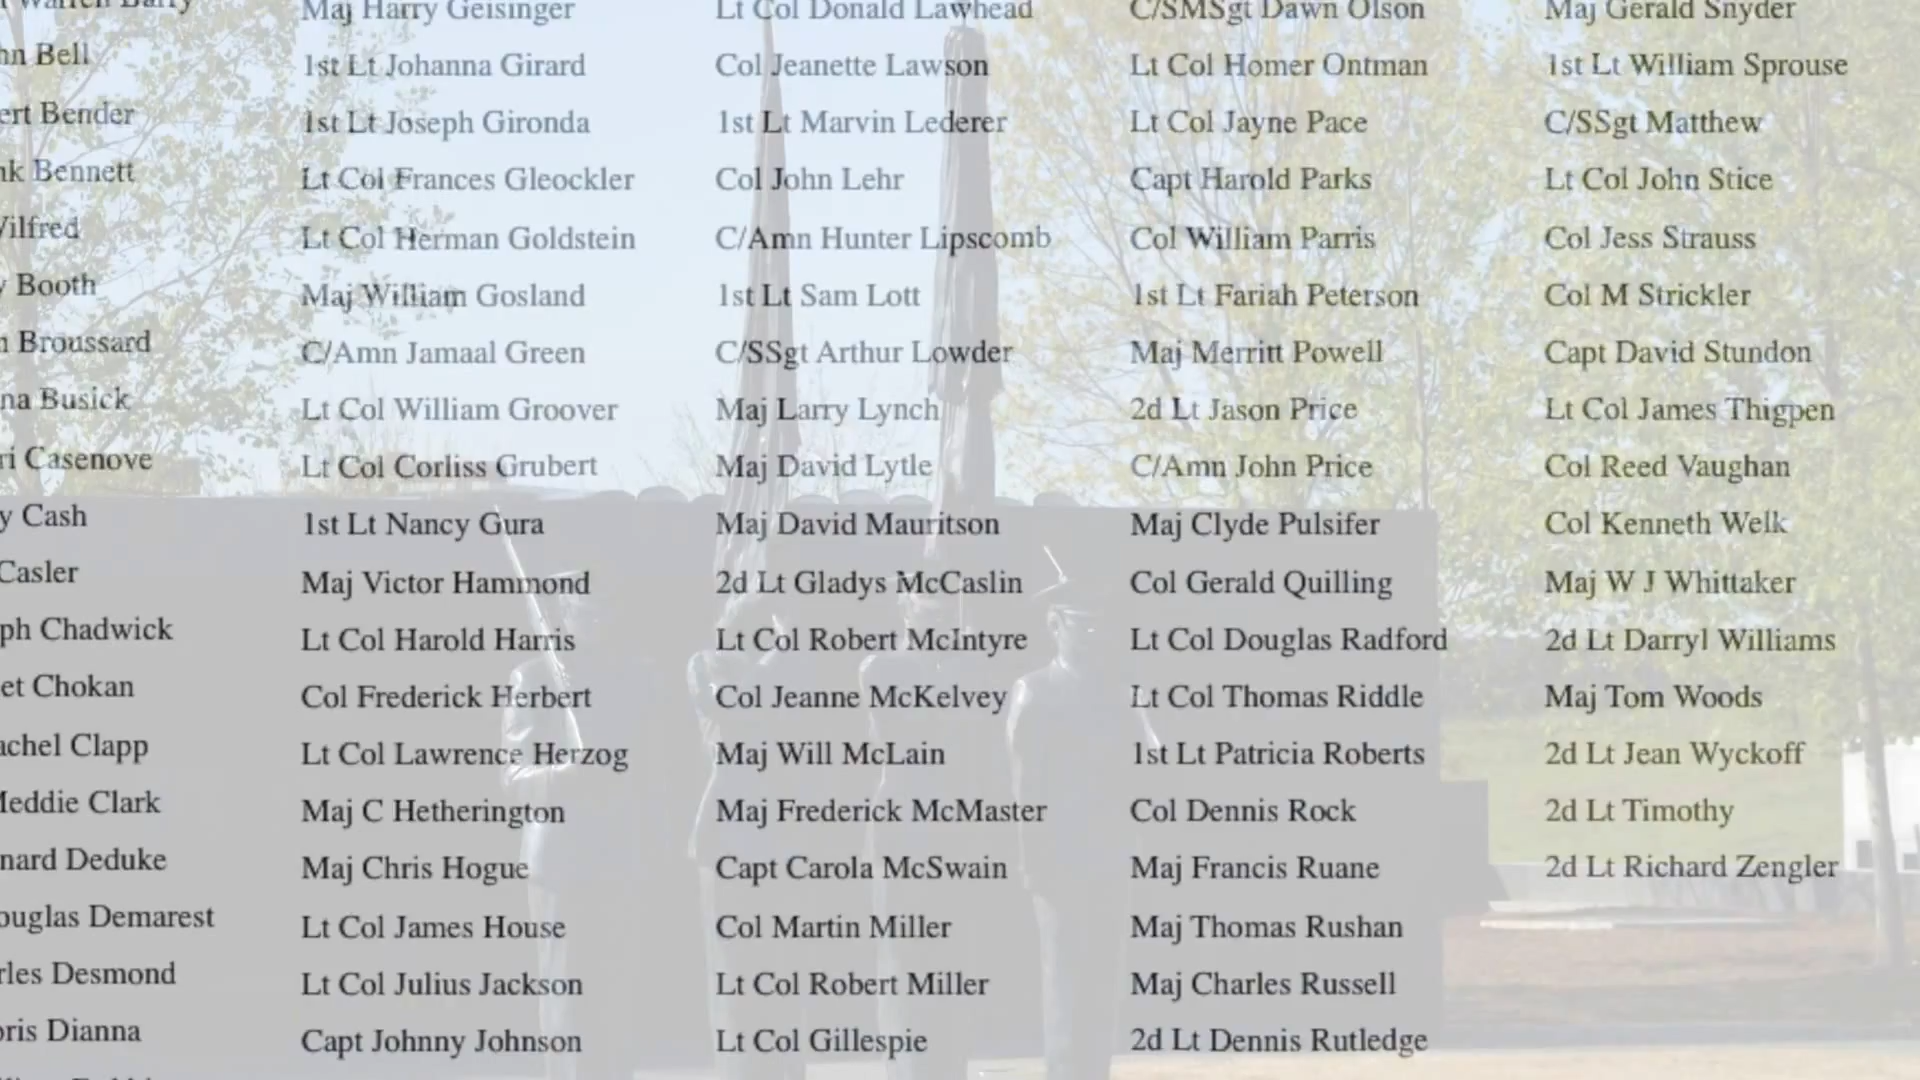 Bell
Bender
Bennett
Booth
Broussard
Busick
Casenove
Cash
Casler
Chadwick
Chokan
Clapp
Clark
Deduke
Demarest
Desmond
Dianna
Maj Harry Geisinger
1st Lt Johanna Girard
1st Lt Joseph Gironda
Lt Col Frances Gleockler
Lt Col Herman Goldstein
Maj William Gosland
C/Amn Jamaal Green
Lt Col William Groover
Lt Col Corliss Grubert
1st Lt Nancy Gura
Maj Victor Hammond
Lt Col Harold Harris
Col Frederick Herbert
Lt Col Lawrence Herzog
Maj C Hetherington
Maj Chris Hogue
Lt Col James House
Lt Col Julius Jackson
Capt Johnny Johnson
Lt Col Donald Lawhead
Col Jeanette Lawson
1st Lt Marvin Lederer
Col John Lehr
C/Amn Hunter Lipscomb
1st Lt Sam Lott
C/SSgt Arthur Lowder
Maj Larry Lynch
Maj David Lytle
Maj David Mauritson
2d Lt Gladys McCaslin
Lt Col Robert McIntyre
Col Jeanne McKelvey
Maj Will McLain
Maj Frederick McMaster
Capt Carola McSwain
Col Martin Miller
Lt Col Robert Miller
Lt Col Gillespie
C/SMSgt Dawn Olson
Lt Col Homer Ontman
Lt Col Jayne Pace
Capt Harold Parks
Col William Parris
1st Lt Fariah Peterson
Maj Merritt Powell
2d Lt Jason Price
C/Amn John Price
Maj Clyde Pulsifer
Col Gerald Quilling
Lt Col Douglas Radford
Lt Col Thomas Riddle
1st Lt Patricia Roberts
Col Dennis Rock
Maj Francis Ruane
Maj Thomas Rushan
Maj Charles Russell
2d Lt Dennis Rutledge
Maj Gerald Snyder
1st Lt William Sprouse
C/SSgt Matthew
Lt Col John Stice
Col Jess Strauss
Col M Strickler
Capt David Stundon
Lt Col James Thigpen
Col Reed Vaughan
Col Kenneth Welk
Maj W J Whittaker
2d Lt Darryl Williams
Maj Tom Woods
2d Lt Jean Wyckoff
2d Lt Timothy
2d Lt Richard Zengler